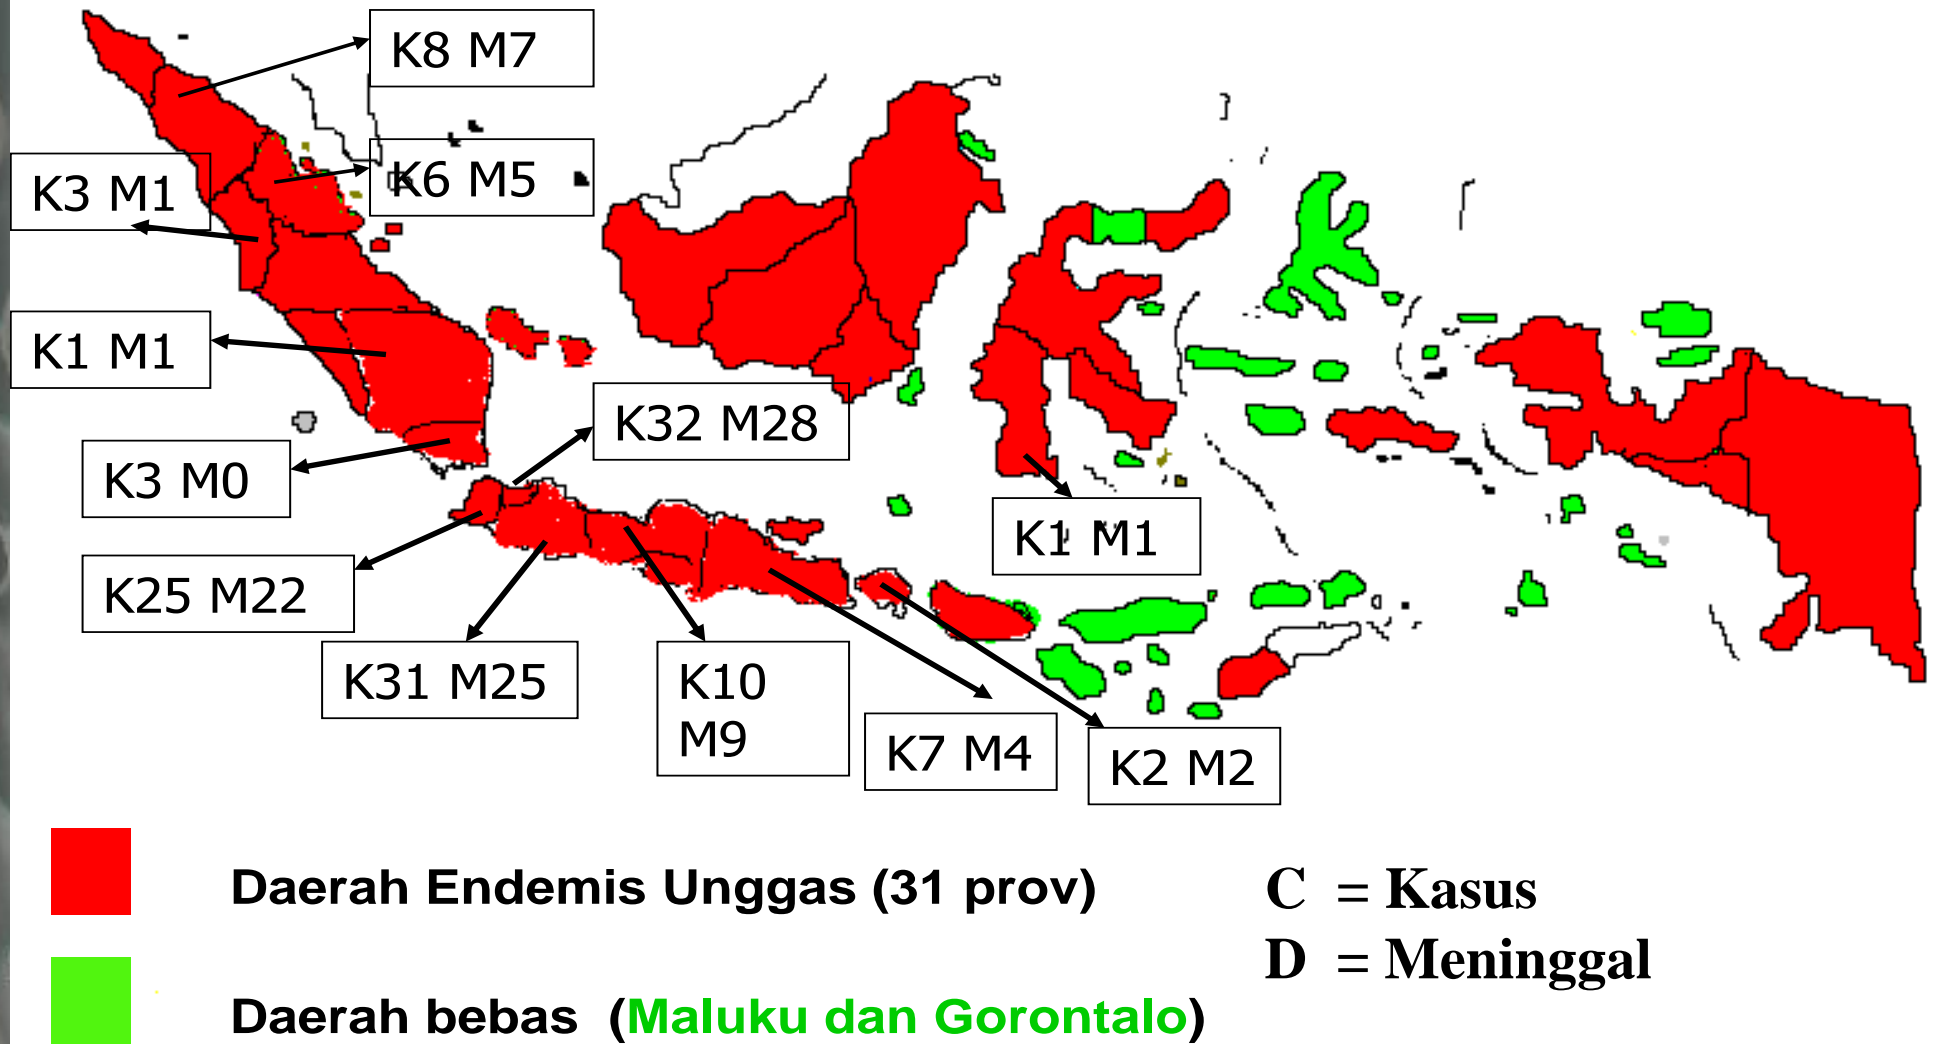 K8 M7
K6 M5
K3 M1
K1 M1
K32 M28
K3 M0
K1 M1
K25 M22
K31 M25
K10
M9
K7 M4
K2 M2
Daerah Endemis Unggas (31 prov)
C = Kasus
D = Meninggal
Daerah bebas (Maluku dan Gorontalo)